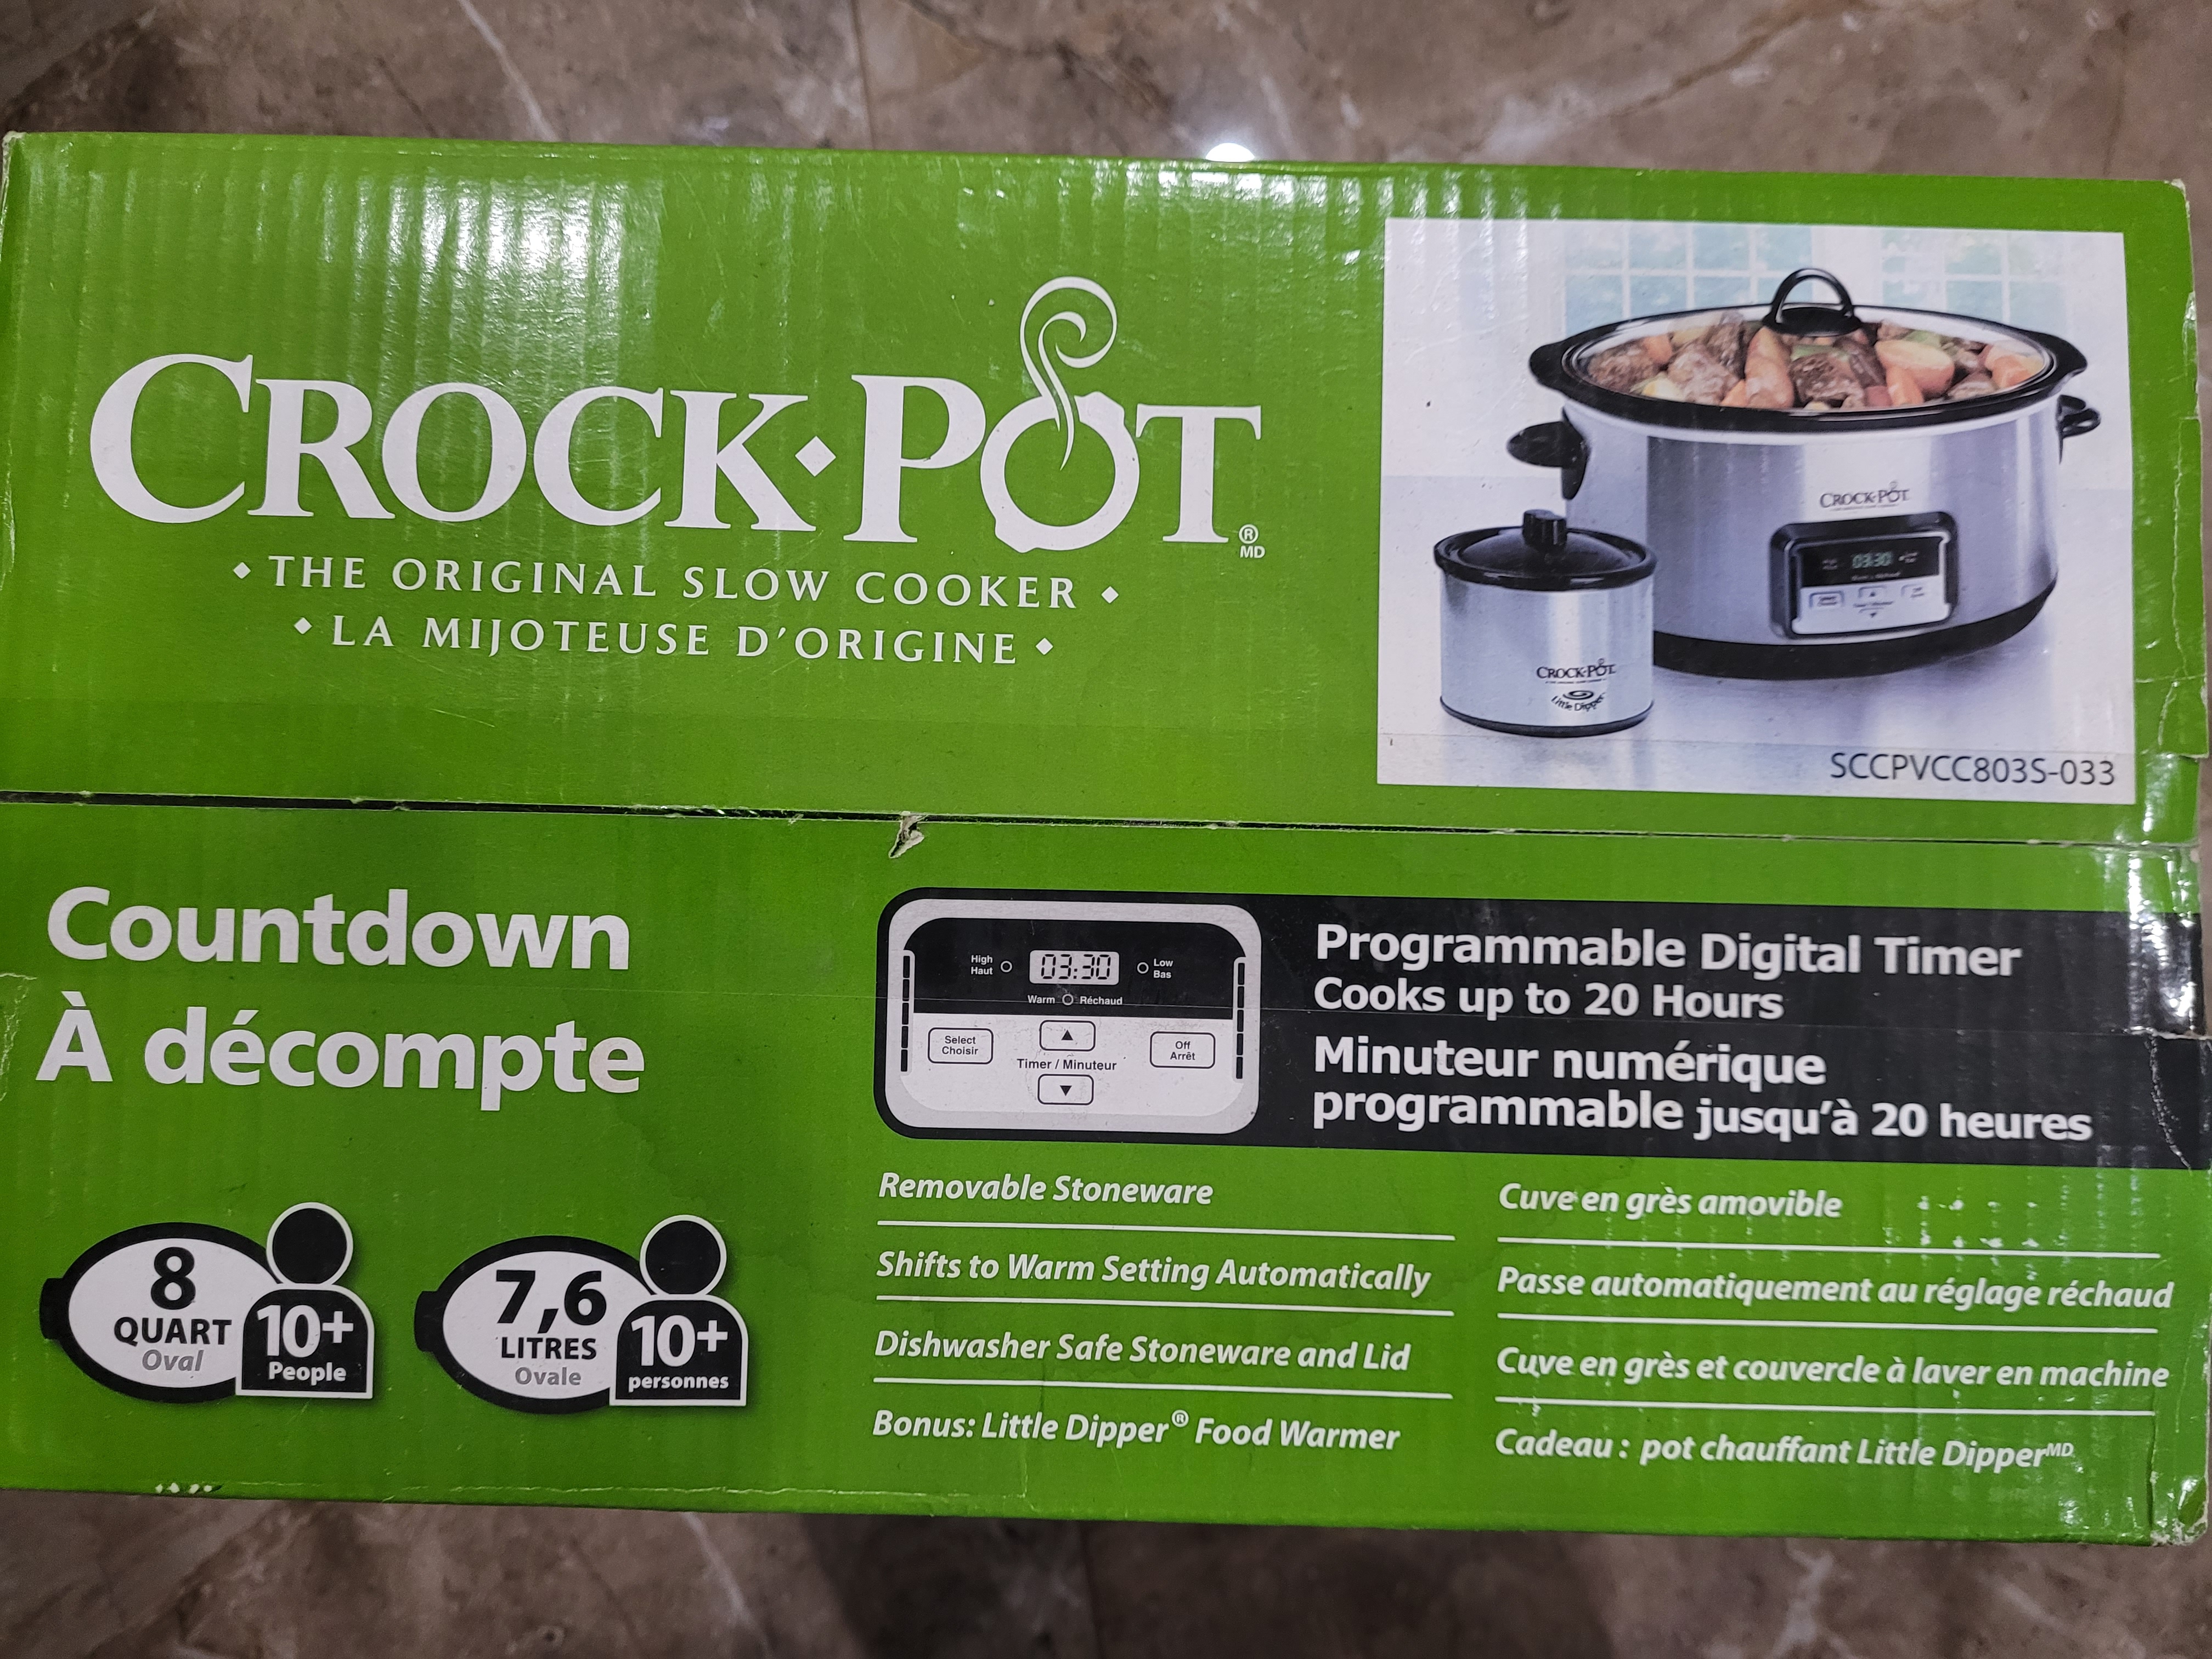 CROCK·POT®MD
◆ THE ORIGINAL SLOW COOKER ◆
◆ LA MIJOTEUSE D'ORIGINE ◆
CROCK·POT
03:30
CROCK·POT
Little Dipper
SCCPVCC803S-033
Countdown
À décompte
High
Haut
03:30
Low
Bas
Warm Réchaud
Select
Choisir
▲
Off
Arrêt
Timer / Minuteur
▼
Programmable Digital Timer
Cooks up to 20 Hours
Minuteur numérique
programmable jusqu'à 20 heures
8
QUART
Oval
10+
People
7,6
LITRES
Ovale
10+
personnes
Removable Stoneware
Shifts to Warm Setting Automatically
Dishwasher Safe Stoneware and Lid
Bonus: Little Dipper® Food Warmer
Cuve en grès amovible
Passe automatiquement au réglage réchaud
Cuve en grès et couvercle à laver en machine
Cadeau : pot chauffant Little DipperMD